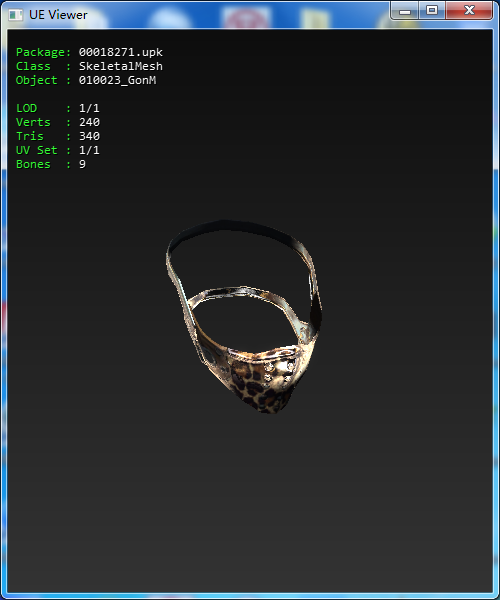 UE Viewer
Package: 00018271.upk
Class : SkeletalMesh
Object : 010023_GonM
LOD : 1/1
Verts : 240
Tris : 340
UV Set : 1/1
Bones : 9